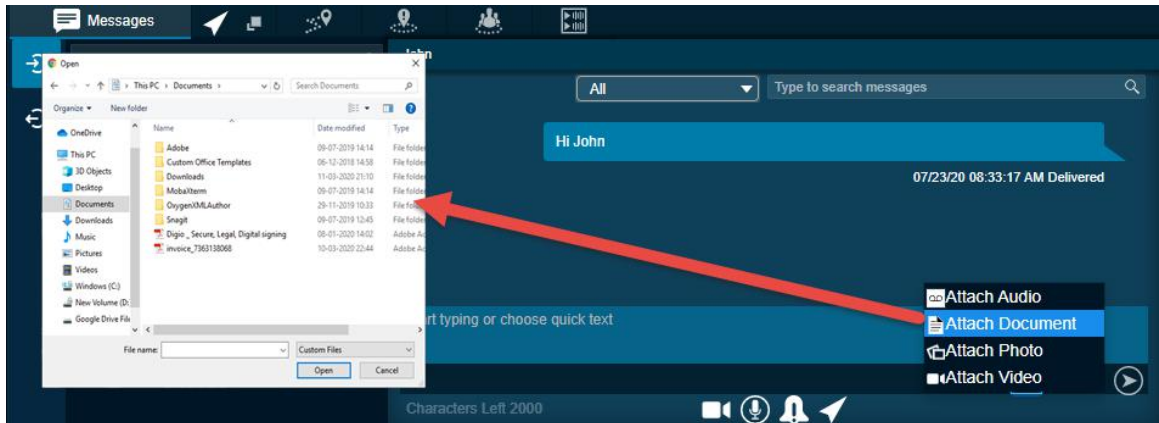 Messages
Open
This PC > Documents >
Search Documents
Organize
New folder
Name
Date modified
Type
OneDrive
This PC
3D Objects
Desktop
Documents
Downloads
Music
Pictures
Videos
Windows (C:)
New Volume (D:
Google Drive File
Adobe 09-07-2019 14:14 File folder
Custom Office Templates 06-12-2018 14:58 File folder
Downloads 11-03-2020 21:10 File folder
MobaXterm 09-07-2019 14:14 File folder
OxygenXMLAuthor 29-11-2019 10:33 File folder
Snagit 09-07-2019 12:45 File folder
Digio _ Secure, Legal, Digital signing 08-01-2020 14:02 Adobe Ac
invoice_7363138068 10-03-2020 22:44 Adobe Ac
File name:
Custom Files
Open
Cancel
John
All
Type to search messages
Hi John
07/23/20 08:33:17 AM Delivered
art typing or choose quick text
Attach Audio
Attach Document
Attach Photo
Attach Video
Characters Left 2000